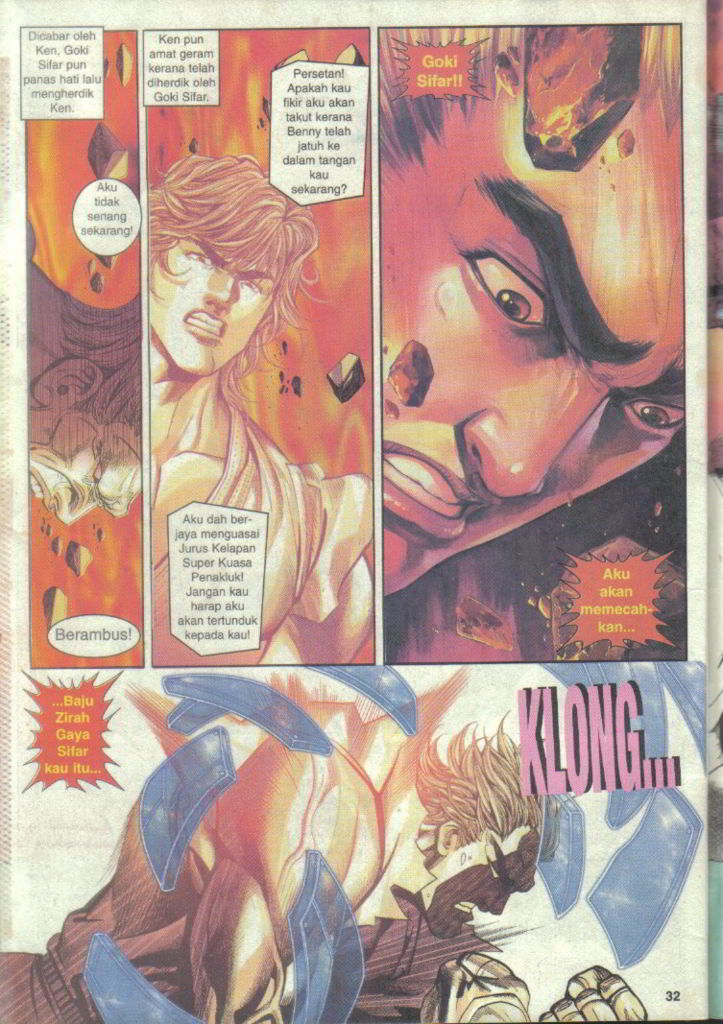 Dicabar oleh
Ken, Goki
Sifar pun
panas hati lalu
mengherdik
Ken.
Aku
tidak
senang
sekarang!
Berambus!
Ken pun
amat geram
kerana telah
diherdik oleh
Goki Sifar.
Persetan!
Apakah kau
fikir aku akan
takut kerana
Benny telah
jatuh ke
dalam tangan
kau
sekarang?
Aku dah ber-
jaya menguasai
Jurus Kelapan
Super Kuasa
Penakluk!
Jangan kau
harap aku
akan tertunduk
kepada kau!
Goki
Sifar!!
Aku
akan
memecah-
kan...
...Baju
Zirah
Gaya
Sifar
kau itu...
KLONG....
32